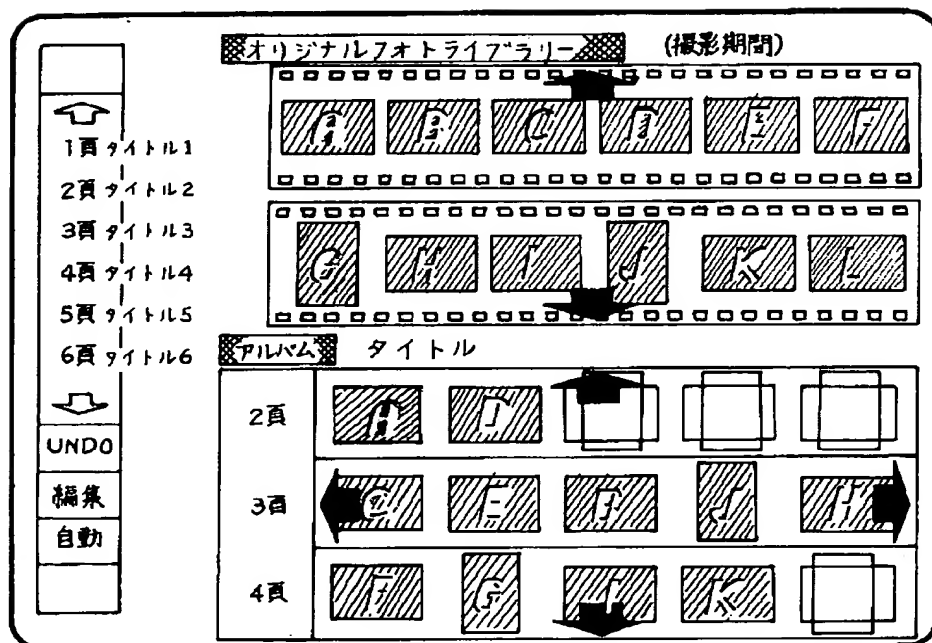 オリジナルフォトライブラリー (撮影期間)
A B C D E F
G H I J K L
1頁 タイトル1
2頁 タイトル2
3頁 タイトル3
4頁 タイトル4
5頁 タイトル5
6頁 タイトル6
UNDO
編集
自動
アルバム タイトル
2頁
3頁 C E F J H
4頁 F G J K